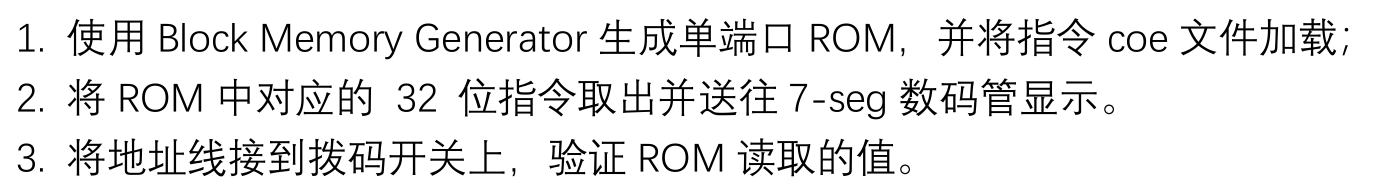 1. 使用 Block Memory Generator 生成单端口 ROM，并将指令 coe 文件加载；
2. 将 ROM 中对应的 32 位指令取出并送往 7-seg 数码管显示。
3. 将地址线接到拨码开关上，验证 ROM 读取的值。